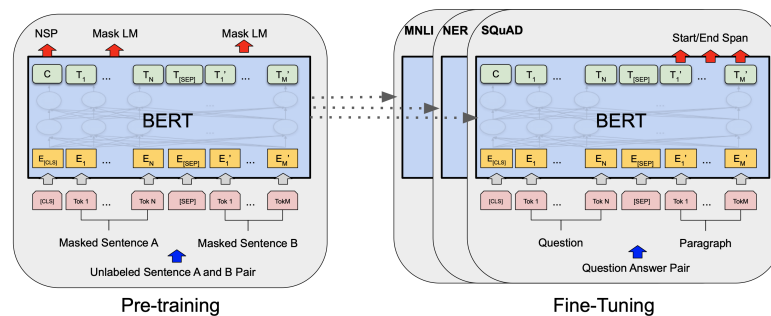 NSP Mask LM Mask LM
C T1 ... TN T[SEP] T1' ... TM'
BERT
E[CLS] E1 ... EN E[SEP] E1' ... EM'
[CLS] Tok 1 ... Tok N [SEP] Tok 1 ... TokM
Masked Sentence A Masked Sentence B
Unlabeled Sentence A and B Pair
Pre-training
MNLI NER SQuAD
Start/End Span
C T1 ... TN T[SEP] T1' ... TM'
BERT
E[CLS] E1 ... EN E[SEP] E1' ... EM'
[CLS] Tok 1 ... Tok N [SEP] Tok 1 ... TokM
Question Paragraph
Question Answer Pair
Fine-Tuning